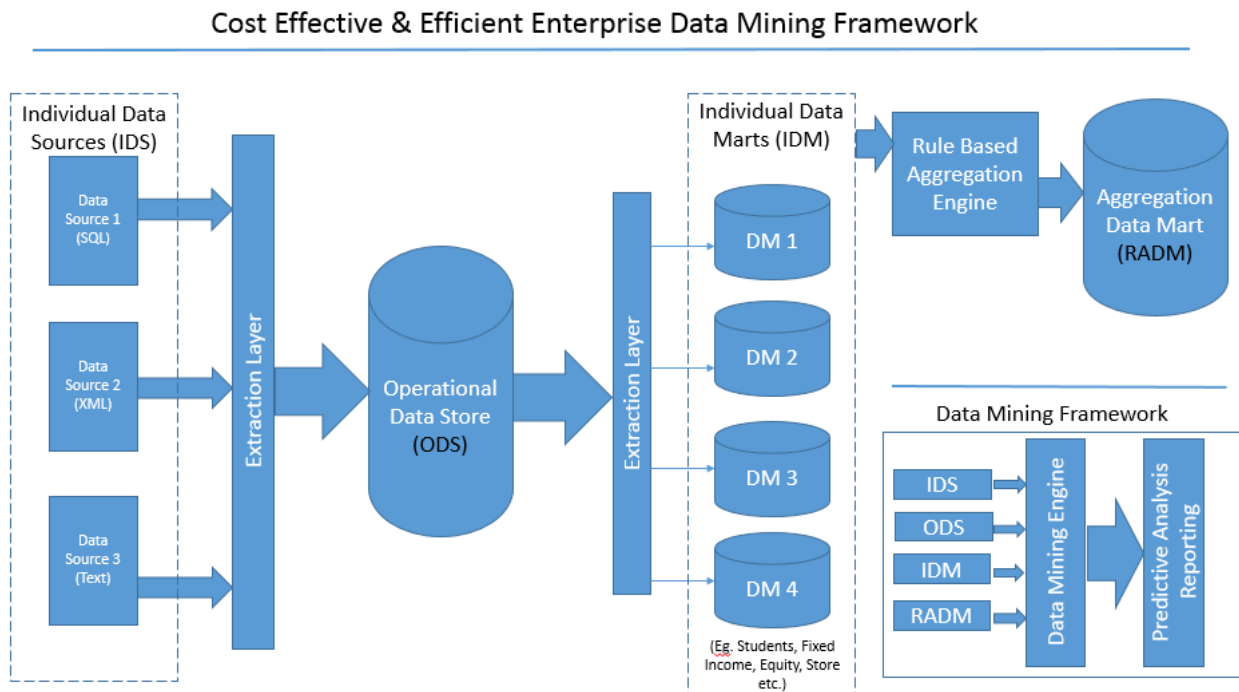 Cost Effective & Efficient Enterprise Data Mining Framework
Individual Data
Sources (IDS)
Data
Source 1
(SQL)
Data
Source 2
(XML)
Data
Source 3
(Text)
Extraction Layer
Operational
Data Store
(ODS)
Extraction Layer
Individual Data
Marts (IDM)
DM 1
DM 2
DM 3
DM 4
(Eg. Students, Fixed
Income, Equity, Store
etc.)
Rule Based
Aggregation
Engine
Aggregation
Data Mart
(RADM)
Data Mining Framework
IDS
ODS
IDM
RADM
Data Mining Engine
Predictive Analysis
Reporting